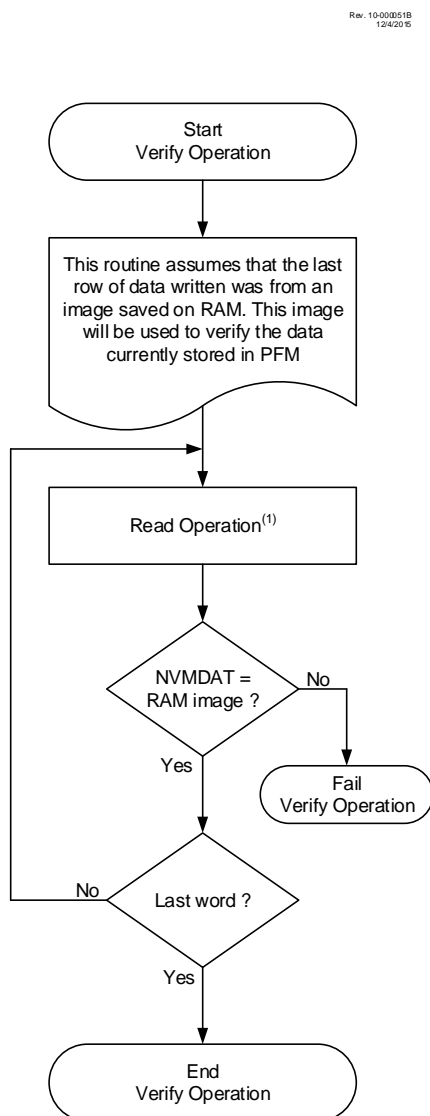 Rev. 10-000051B
12/4/2015
Start
Verify Operation
This routine assumes that the last
row of data written was from an
image saved on RAM. This image
will be used to verify the data
currently stored in PFM
Read Operation(1)
NVMDAT =
RAM image ?
No
Yes
Fail
Verify Operation
No
Last word ?
Yes
End
Verify Operation